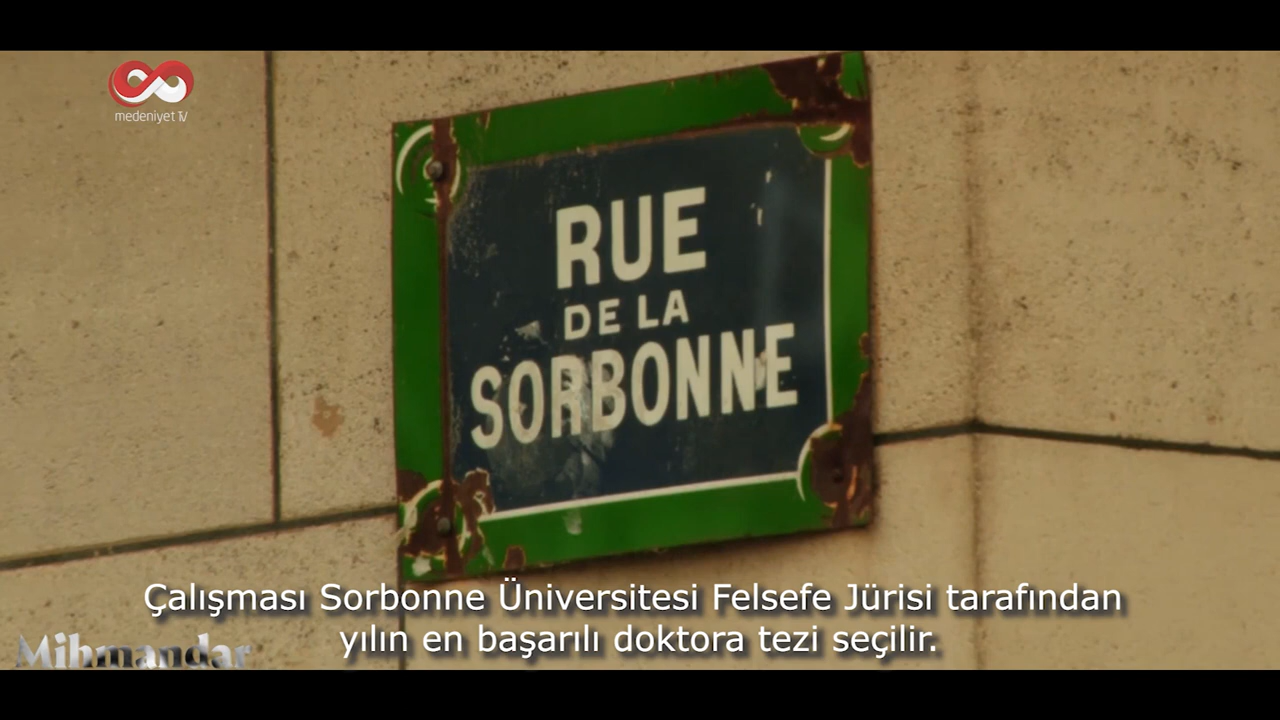 medeniyet TV
RUE
DE LA
SORBONNE
Çalışması Sorbonne Üniversitesi Felsefe Jürisi tarafından
yılın en başarılı doktora tezi seçilir.
Mihmandar